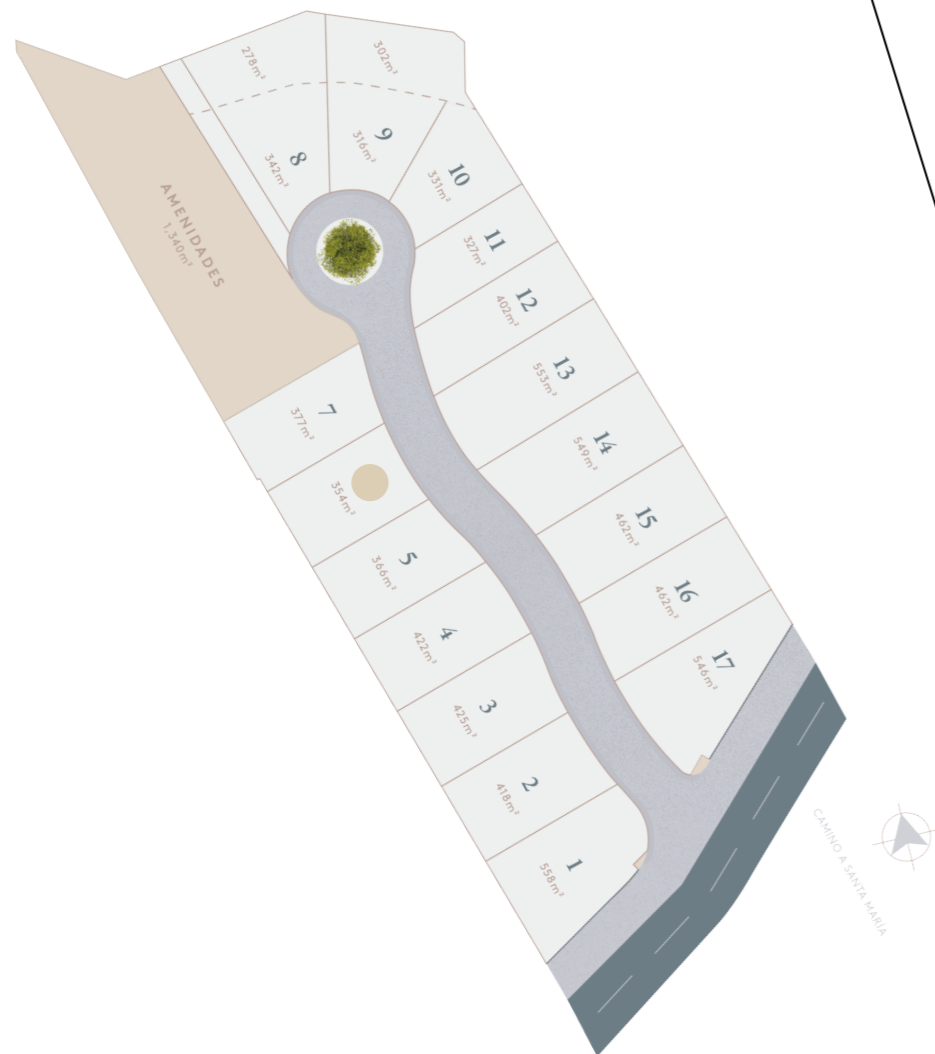 278m²
302m²
8
342m²
9
316m²
10
331m²
11
327m²
12
402m²
13
553m²
14
549m²
15
462m²
16
462m²
17
546m²
AMENIDADES
1,340m²
7
377m²
354m²
5
366m²
4
422m²
3
425m²
2
418m²
1
558m²
CAMINO A SANTA MARÍA